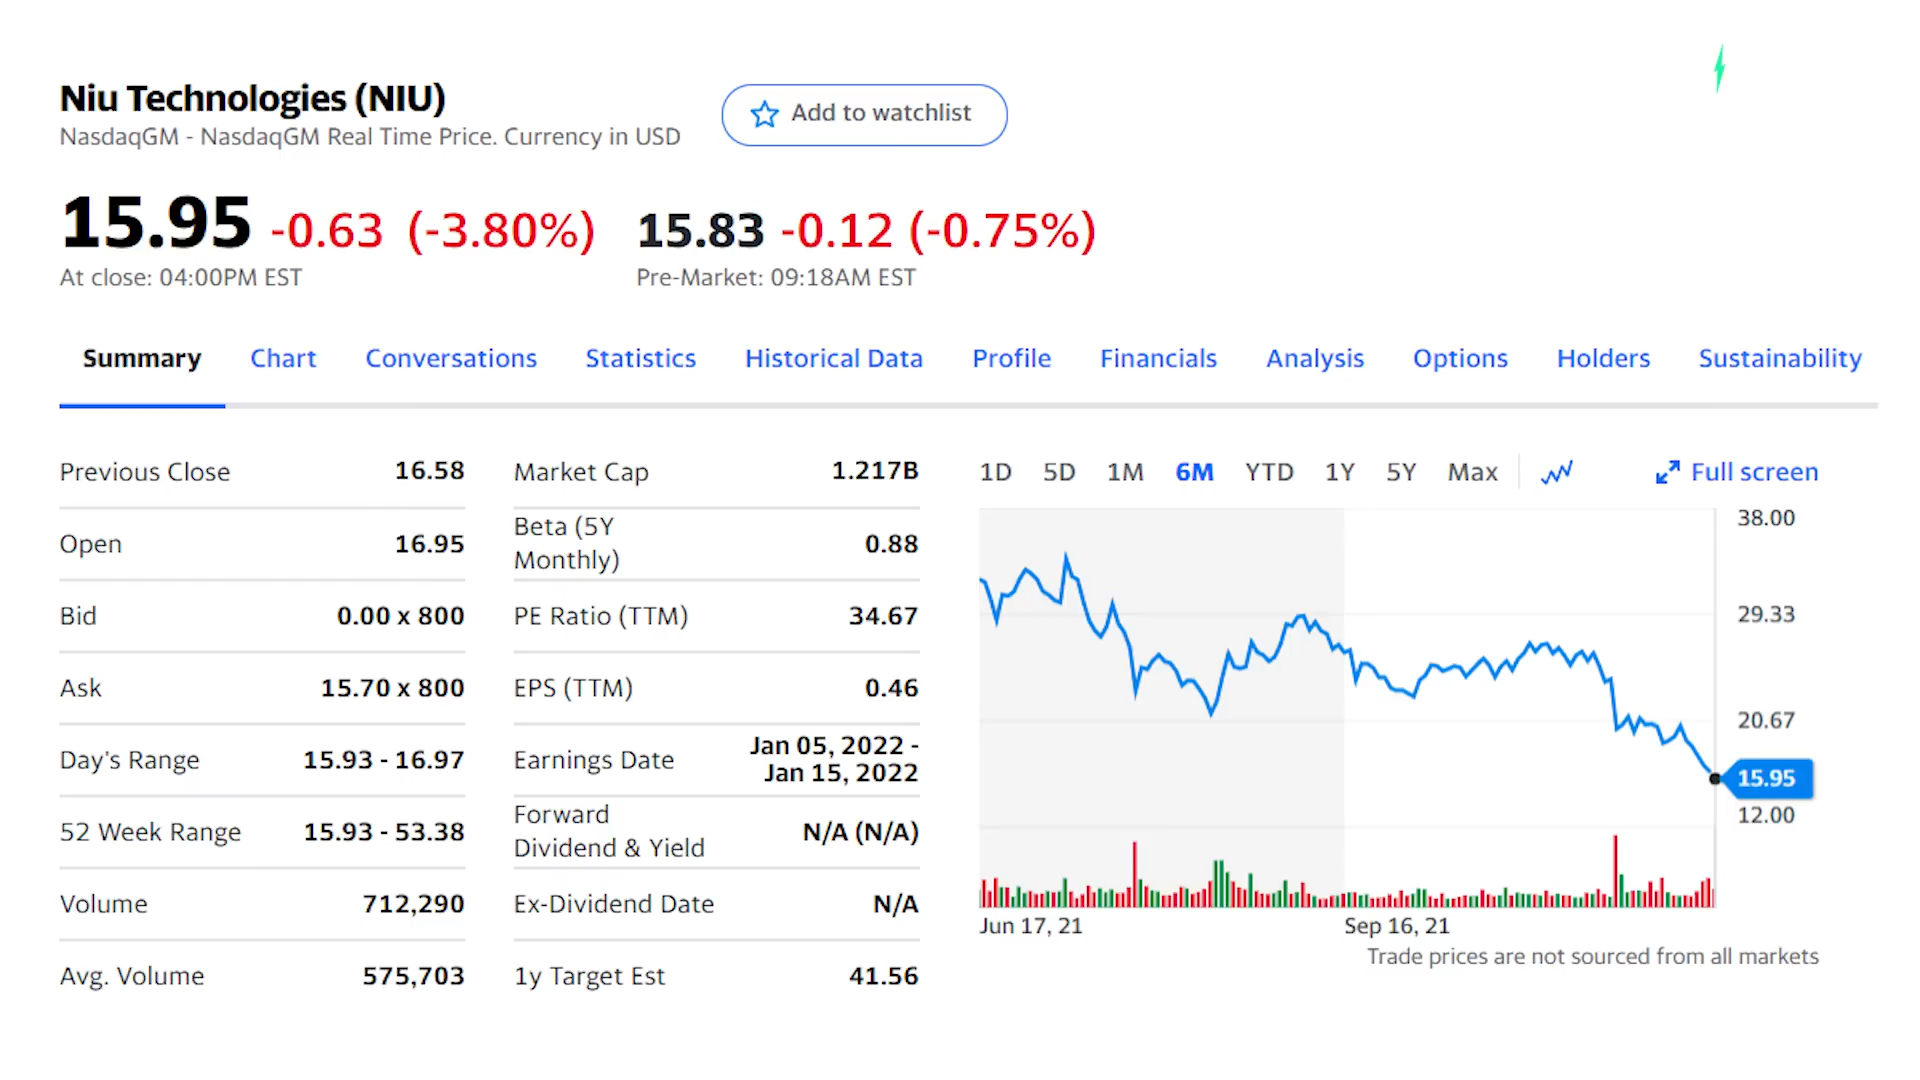 Niu Technologies (NIU)
NasdaqGM - NasdaqGM Real Time Price. Currency in USD
Add to watchlist
15.95 -0.63 (-3.80%) 15.83 -0.12 (-0.75%)
At close: 04:00PM EST Pre-Market: 09:18AM EST
Summary Chart Conversations Statistics Historical Data Profile Financials Analysis Options Holders Sustainability
Previous Close 16.58
Open 16.95
Bid 0.00 x 800
Ask 15.70 x 800
Day's Range 15.93 - 16.97
52 Week Range 15.93 - 53.38
Volume 712,290
Avg. Volume 575,703
Market Cap 1.217B
Beta (5Y
Monthly) 0.88
PE Ratio (TTM) 34.67
EPS (TTM) 0.46
Earnings Date Jan 05, 2022 -
Jan 15, 2022
Forward
Dividend & Yield N/A (N/A)
Ex-Dividend Date N/A
1y Target Est 41.56
1D 5D 1M 6M YTD 1Y 5Y Max Full screen
38.00
29.33
20.67
15.95
12.00
Jun 17, 21 Sep 16, 21
Trade prices are not sourced from all markets